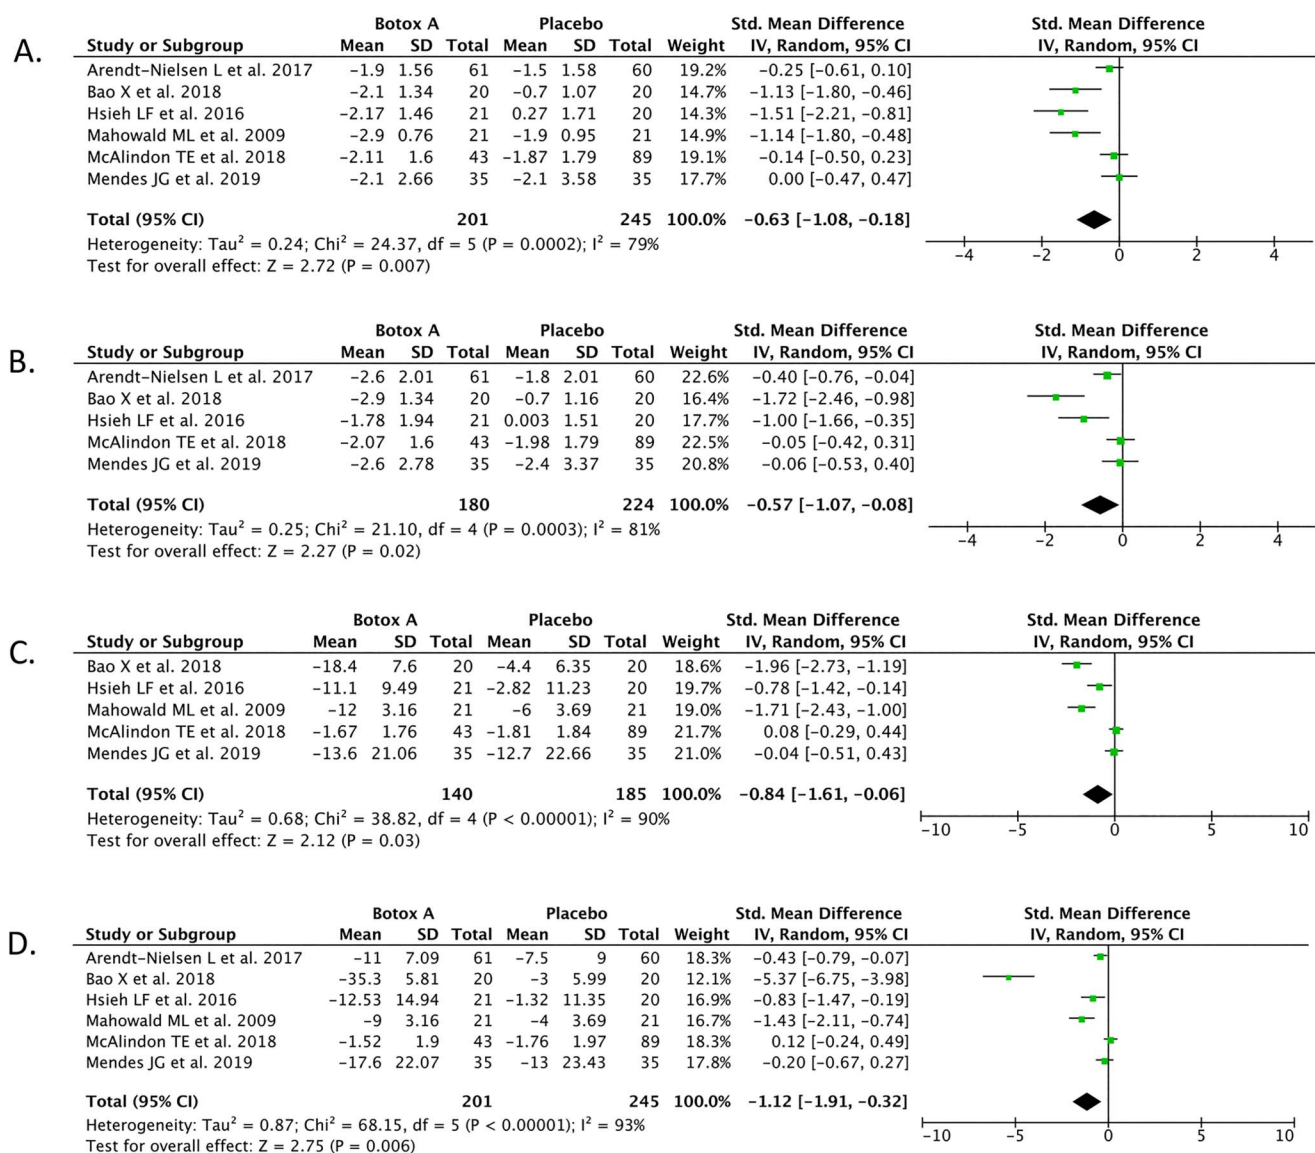 A.
Botox A Placebo Std. Mean Difference Std. Mean Difference
Study or Subgroup Mean SD Total Mean SD Total Weight IV, Random, 95% CI IV, Random, 95% CI
Arendt-Nielsen L et al. 2017 −1.9 1.56 61 −1.5 1.58 60 19.2% −0.25 [−0.61, 0.10]
Bao X et al. 2018 −2.1 1.34 20 −0.7 1.07 20 14.7% −1.13 [−1.80, −0.46]
Hsieh LF et al. 2016 −2.17 1.46 21 0.27 1.71 20 14.3% −1.51 [−2.21, −0.81]
Mahowald ML et al. 2009 −2.9 0.76 21 −1.9 0.95 21 14.9% −1.14 [−1.80, −0.48]
McAlindon TE et al. 2018 −2.11 1.6 43 −1.87 1.79 89 19.1% −0.14 [−0.50, 0.23]
Mendes JG et al. 2019 −2.1 2.66 35 −2.1 3.58 35 17.7% 0.00 [−0.47, 0.47]
Total (95% CI) 201 245 100.0% −0.63 [−1.08, −0.18]
Heterogeneity: Tau² = 0.24; Chi² = 24.37, df = 5 (P = 0.0002); I² = 79%
Test for overall effect: Z = 2.72 (P = 0.007)
−4 −2 0 2 4
B.
Botox A Placebo Std. Mean Difference Std. Mean Difference
Study or Subgroup Mean SD Total Mean SD Total Weight IV, Random, 95% CI IV, Random, 95% CI
Arendt-Nielsen L et al. 2017 −2.6 2.01 61 −1.8 2.01 60 22.6% −0.40 [−0.76, −0.04]
Bao X et al. 2018 −2.9 1.34 20 −0.7 1.16 20 16.4% −1.72 [−2.46, −0.98]
Hsieh LF et al. 2016 −1.78 1.94 21 0.003 1.51 20 17.7% −1.00 [−1.66, −0.35]
McAlindon TE et al. 2018 −2.07 1.6 43 −1.98 1.79 89 22.5% −0.05 [−0.42, 0.31]
Mendes JG et al. 2019 −2.6 2.78 35 −2.4 3.37 35 20.8% −0.06 [−0.53, 0.40]
Total (95% CI) 180 224 100.0% −0.57 [−1.07, −0.08]
Heterogeneity: Tau² = 0.25; Chi² = 21.10, df = 4 (P = 0.0003); I² = 81%
Test for overall effect: Z = 2.27 (P = 0.02)
−4 −2 0 2 4
C.
Botox A Placebo Std. Mean Difference Std. Mean Difference
Study or Subgroup Mean SD Total Mean SD Total Weight IV, Random, 95% CI IV, Random, 95% CI
Bao X et al. 2018 −18.4 7.6 20 −4.4 6.35 20 18.6% −1.96 [−2.73, −1.19]
Hsieh LF et al. 2016 −11.1 9.49 21 −2.82 11.23 20 19.7% −0.78 [−1.42, −0.14]
Mahowald ML et al. 2009 −12 3.16 21 −6 3.69 21 19.0% −1.71 [−2.43, −1.00]
McAlindon TE et al. 2018 −1.67 1.76 43 −1.81 1.84 89 21.7% 0.08 [−0.29, 0.44]
Mendes JG et al. 2019 −13.6 21.06 35 −12.7 22.66 35 21.0% −0.04 [−0.51, 0.43]
Total (95% CI) 140 185 100.0% −0.84 [−1.61, −0.06]
Heterogeneity: Tau² = 0.68; Chi² = 38.82, df = 4 (P < 0.00001); I² = 90%
Test for overall effect: Z = 2.12 (P = 0.03)
−10 −5 0 5 10
D.
Botox A Placebo Std. Mean Difference Std. Mean Difference
Study or Subgroup Mean SD Total Mean SD Total Weight IV, Random, 95% CI IV, Random, 95% CI
Arendt-Nielsen L et al. 2017 −11 7.09 61 −7.5 9 60 18.3% −0.43 [−0.79, −0.07]
Bao X et al. 2018 −35.3 5.81 20 −3 5.99 20 12.1% −5.37 [−6.75, −3.98]
Hsieh LF et al. 2016 −12.53 14.94 21 −1.32 11.35 20 16.9% −0.83 [−1.47, −0.19]
Mahowald ML et al. 2009 −9 3.16 21 −4 3.69 21 16.7% −1.43 [−2.11, −0.74]
McAlindon TE et al. 2018 −1.52 1.9 43 −1.76 1.97 89 18.3% 0.12 [−0.24, 0.49]
Mendes JG et al. 2019 −17.6 22.07 35 −13 23.43 35 17.8% −0.20 [−0.67, 0.27]
Total (95% CI) 201 245 100.0% −1.12 [−1.91, −0.32]
Heterogeneity: Tau² = 0.87; Chi² = 68.15, df = 5 (P < 0.00001); I² = 93%
Test for overall effect: Z = 2.75 (P = 0.006)
−10 −5 0 5 10